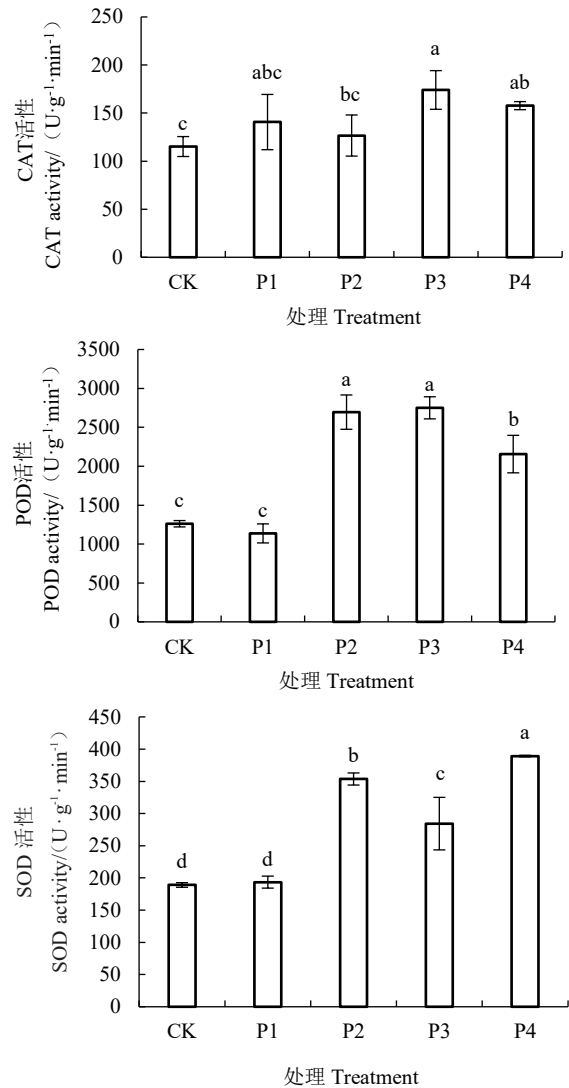 250
200
150
100
50
0
CAT活性
CAT activity/（U·g⁻¹·min⁻¹)
c
abc
bc
a
ab
CK P1 P2 P3 P4
处理 Treatment
3500
3000
2500
2000
1500
1000
500
0
POD活性
POD activity/（U·g⁻¹·min⁻¹)
c
c
a
a
b
CK P1 P2 P3 P4
处理 Treatment
450
400
350
300
250
200
150
100
50
0
SOD 活性
SOD activity/(U·g⁻¹·min⁻¹)
d
d
b
c
a
CK P1 P2 P3 P4
处理 Treatment